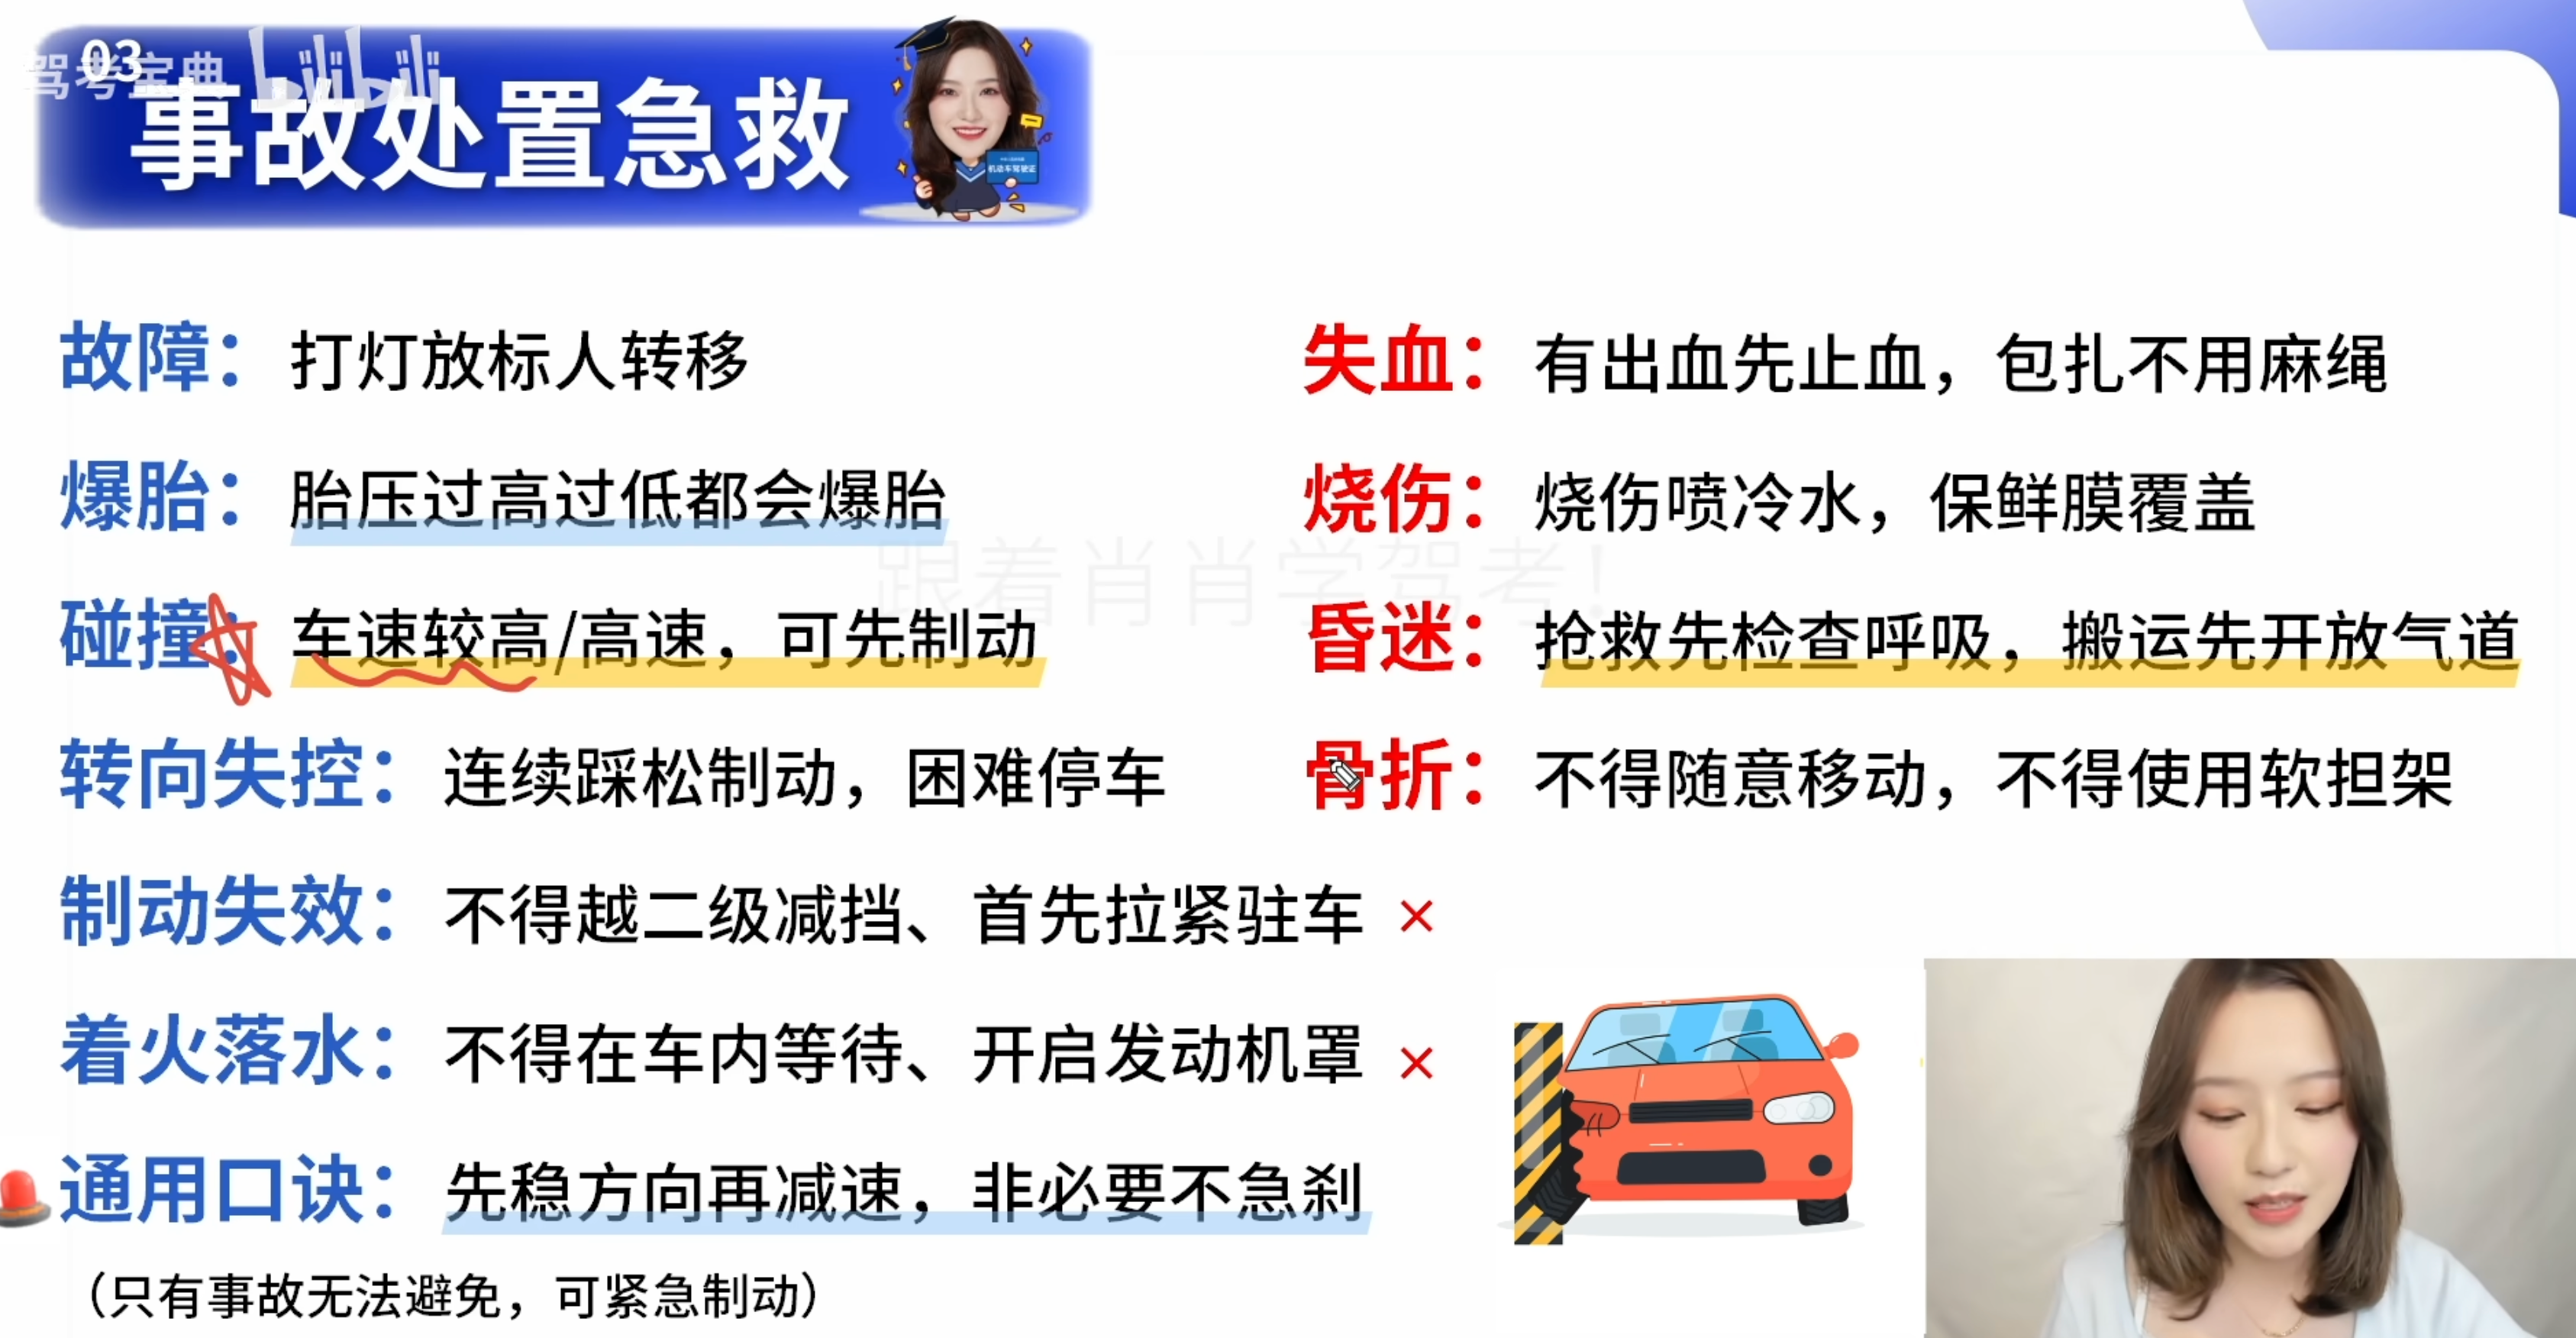 03
驾考宝典 bilibili
事故处置急救
机动车驾驶证
故障：打灯放标人转移
爆胎：胎压过高过低都会爆胎
碰撞：车速较高/高速，可先制动
转向失控：连续踩松制动，困难停车
制动失效：不得越二级减挡、首先拉紧驻车 ×
着火落水：不得在车内等待、开启发动机罩 ×
通用口诀：先稳方向再减速，非必要不急刹
（只有事故无法避免，可紧急制动）
失血：有出血先止血，包扎不用麻绳
烧伤：烧伤喷冷水，保鲜膜覆盖
昏迷：抢救先检查呼吸，搬运先开放气道
骨折：不得随意移动，不得使用软担架
跟着肖肖学驾考！